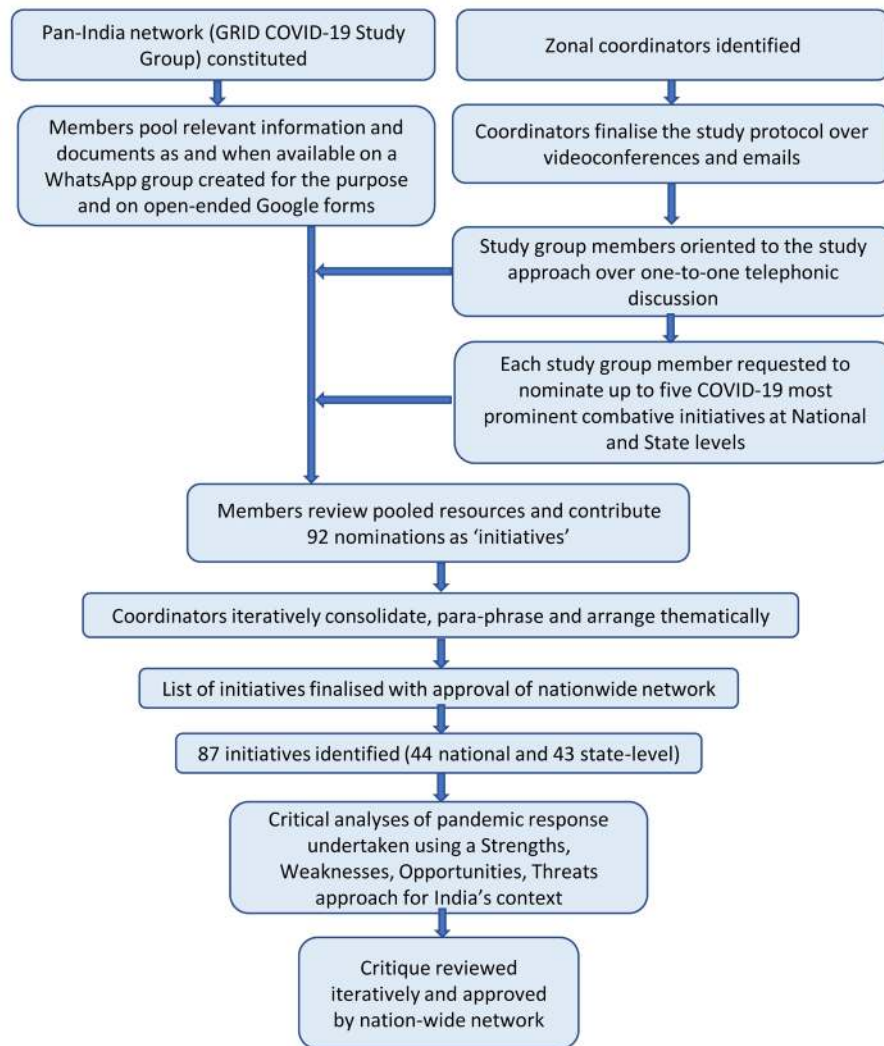 Pan-India network (GRID COVID-19 Study
Group) constituted
Zonal coordinators identified
Members pool relevant information and
documents as and when available on a
WhatsApp group created for the purpose
and on open-ended Google forms
Coordinators finalise the study protocol over
videoconferences and emails
Study group members oriented to the study
approach over one-to-one telephonic
discussion
Each study group member requested to
nominate up to five COVID-19 most
prominent combative initiatives at National
and State levels
Members review pooled resources and contribute
92 nominations as ‘initiatives’
Coordinators iteratively consolidate, para-phrase and arrange thematically
List of initiatives finalised with approval of nationwide network
87 initiatives identified (44 national and 43 state-level)
Critical analyses of pandemic response
undertaken using a Strengths,
Weaknesses, Opportunities, Threats
approach for India’s context
Critique reviewed
iteratively and approved
by nation-wide network